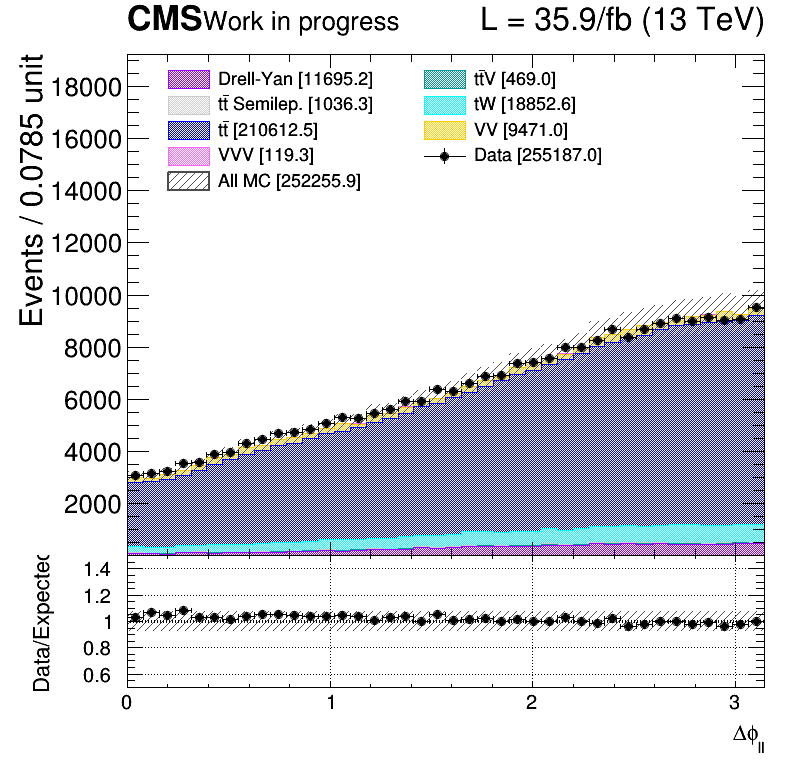 CMS Work in progress L = 35.9/fb (13 TeV)
Events / 0.0785 unit
18000
16000
14000
12000
10000
8000
6000
4000
2000
Drell-Yan [11695.2]
tt̄ Semilep. [1036.3]
tt̄ [210612.5]
VVV [119.3]
All MC [252255.9]
tt̄V [469.0]
tW [18852.6]
VV [9471.0]
Data [255187.0]
Data/Expected
1.4
1.2
1
0.8
0.6
0 1 2 3
Δϕll